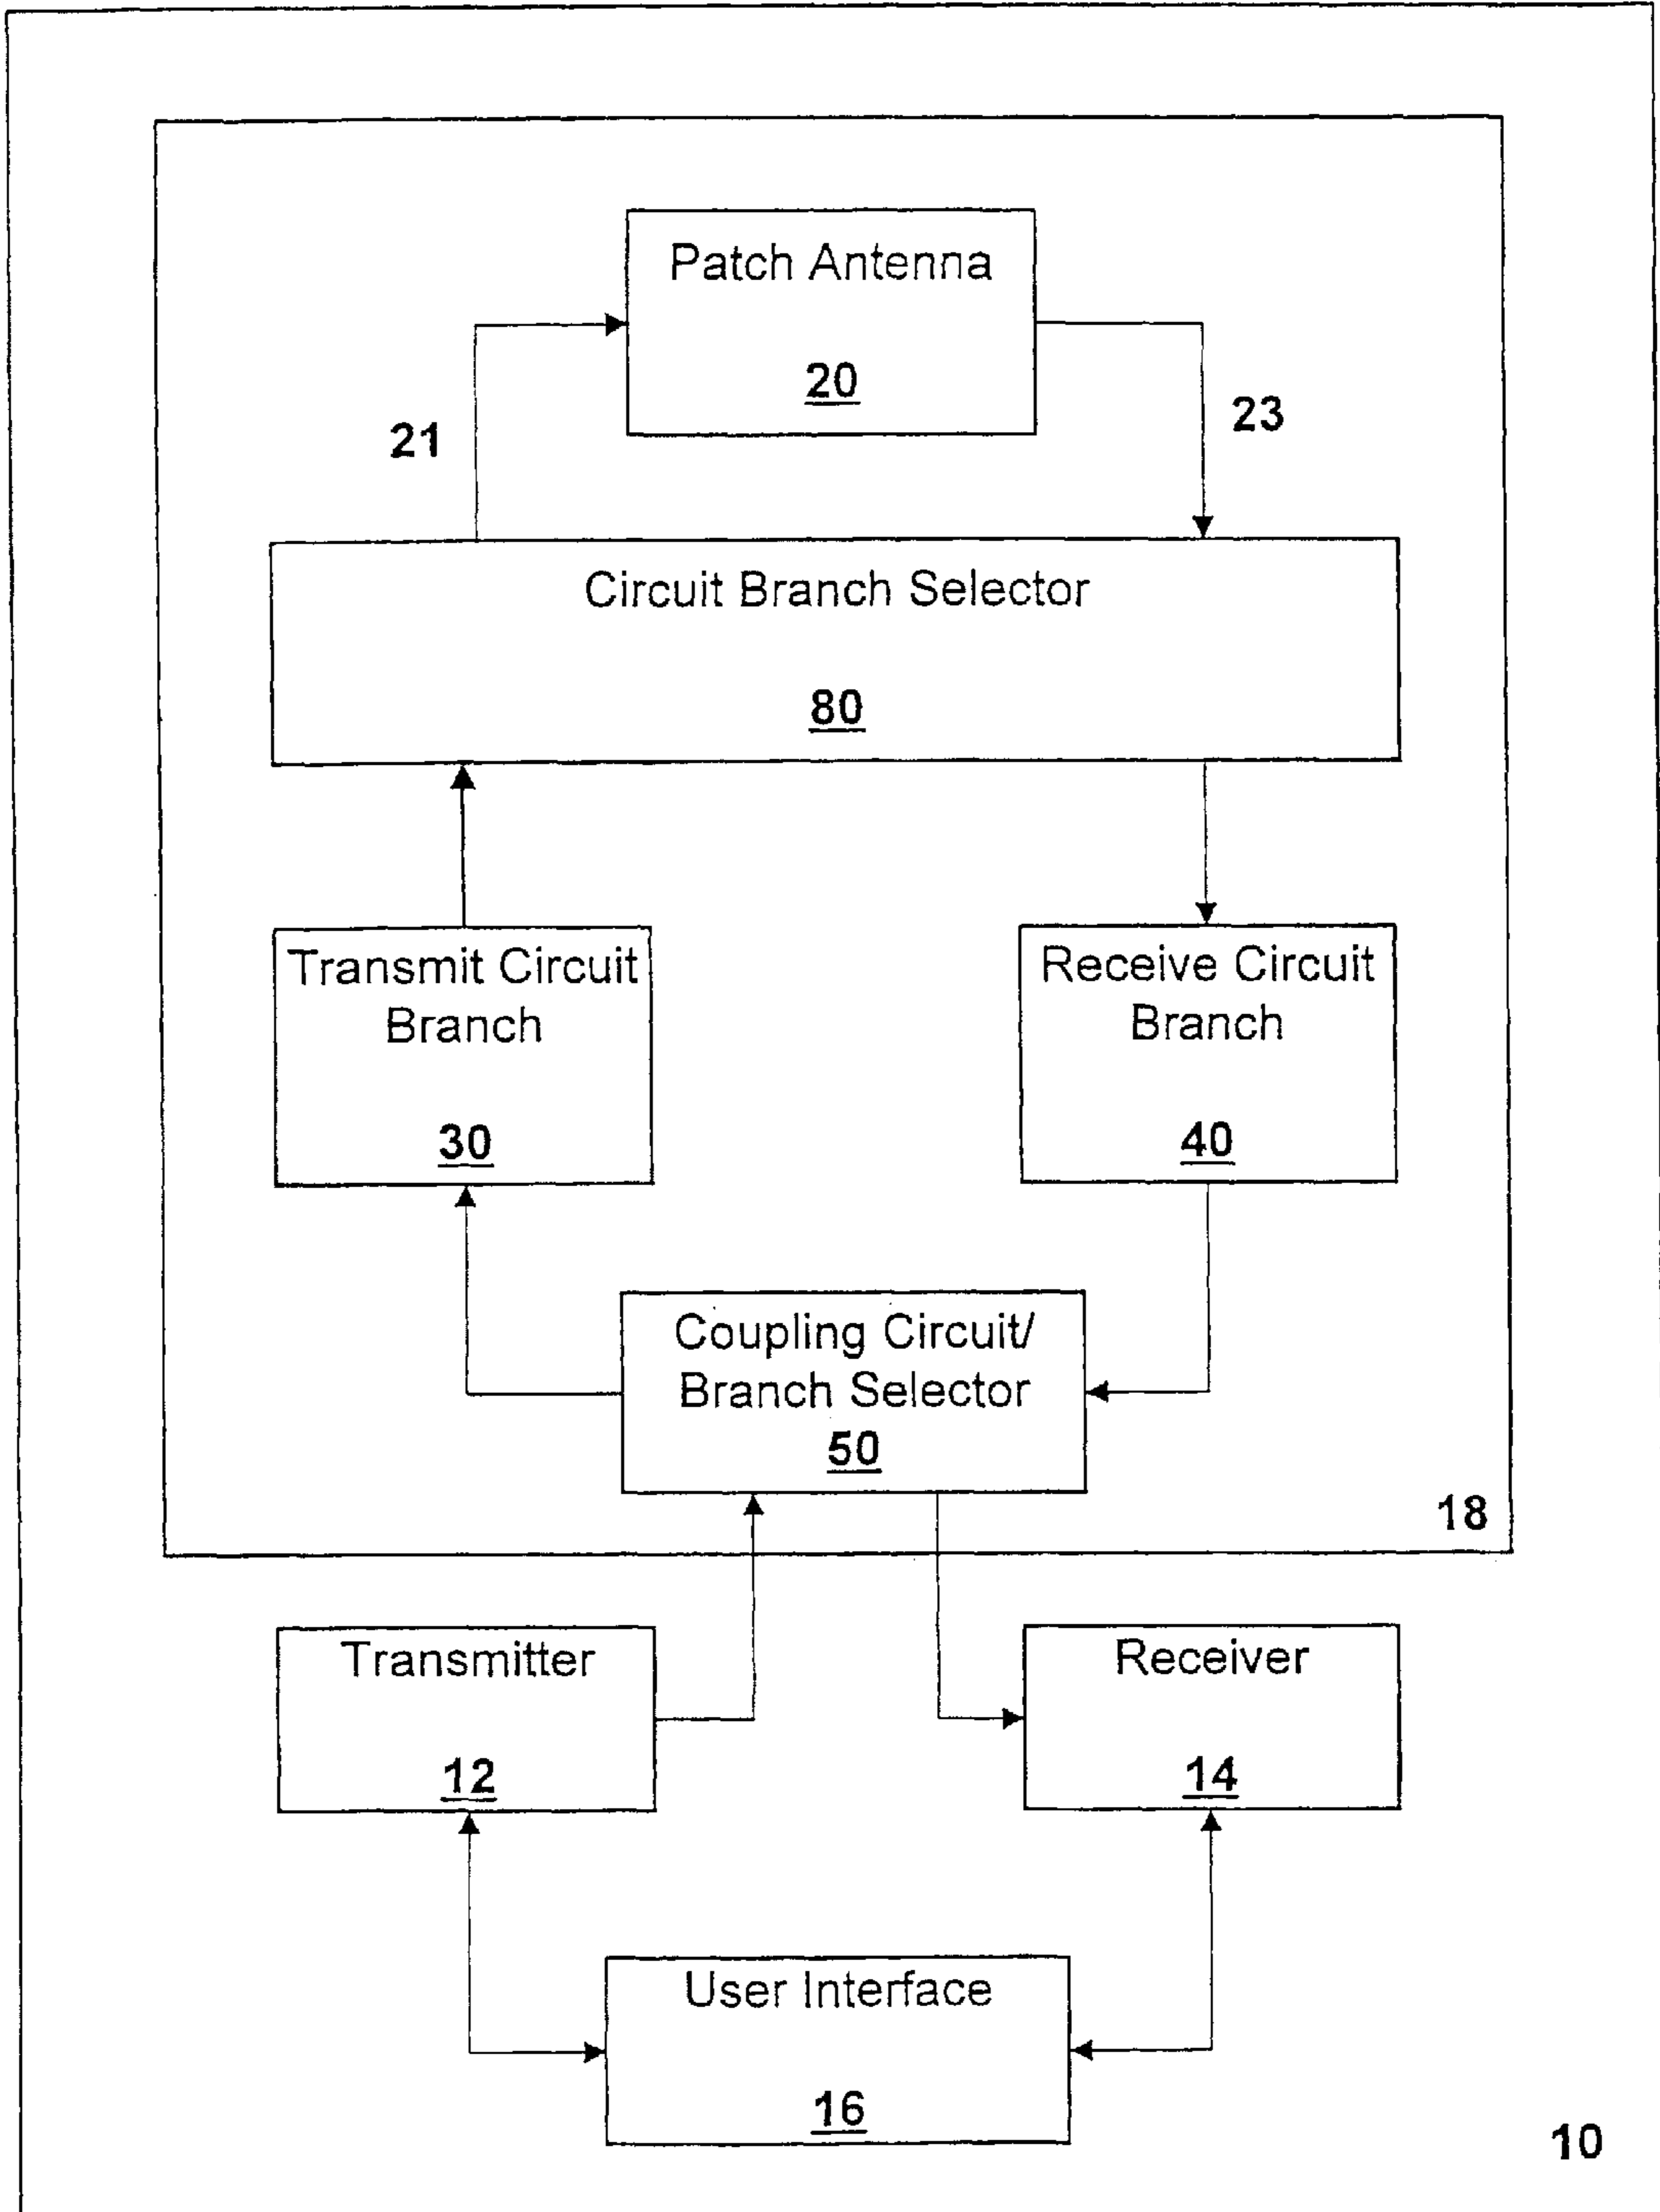 Patch Antenna
20
21
23
Circuit Branch Selector
80
Transmit Circuit
Branch
30
Receive Circuit
Branch
40
Coupling Circuit/
Branch Selector
50
18
Transmitter
12
Receiver
14
User Interface
16
10